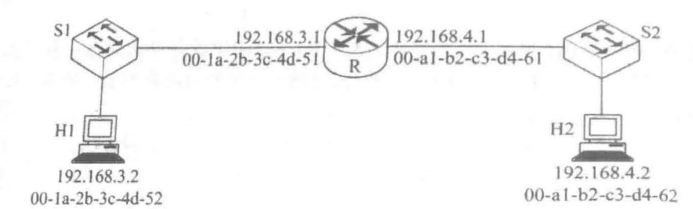 S1
S2
192.168.3.1
192.168.4.1
00-1a-2b-3c-4d-51
R
00-a1-b2-c3-d4-61
H1
H2
192.168.3.2
192.168.4.2
00-1a-2b-3c-4d-52
00-a1-b2-c3-d4-62